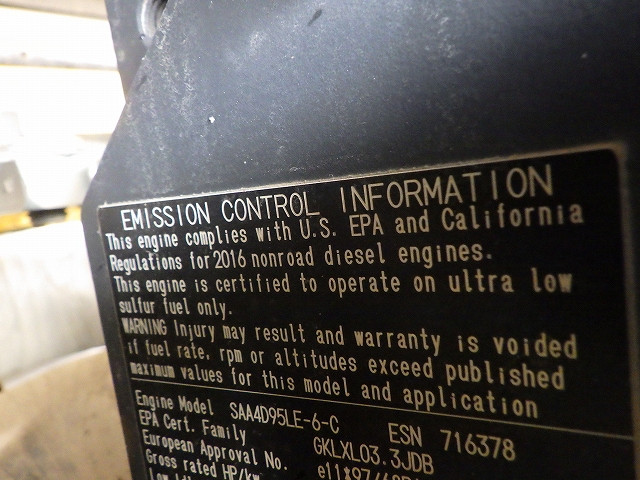 EMISSION CONTROL INFORMATION
This engine complies with U.S. EPA and California
Regulations for 2016 nonroad diesel engines.
This engine is certified to operate on ultra low
sulfur fuel only.
WARNING Injury may result and warranty is voided
if fuel rate, rpm or altitudes exceed published
maximum values for this model and application
Engine Model SAA4D95LE-6-C ESN 716378
EPA Cert. Family GKLXL03.3JDB
European Approval No.
Gross rated HP/kw